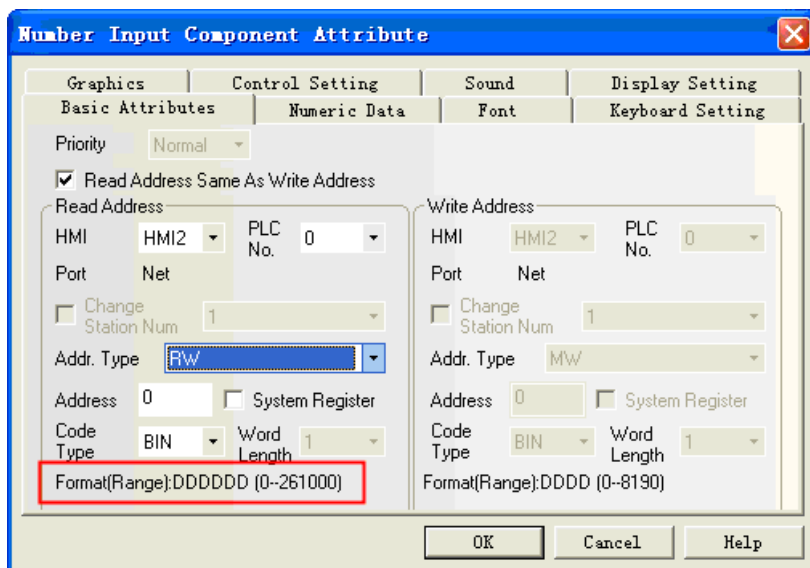 Number Input Component Attribute
Graphics Control Setting Sound Display Setting
Basic Attributes Numeric Data Font Keyboard Setting
Priority Normal
Read Address Same As Write Address
Read Address
HMI HMI2 PLC No. 0
Port Net
Change Station Num 1
Addr. Type RW
Address 0 System Register
Code Type BIN Word Length 1
Format(Range):DDDDDD (0--261000)
Write Address
HMI HMI2 PLC No. 0
Port Net
Change Station Num 1
Addr. Type MW
Address 0 System Register
Code Type BIN Word Length 1
Format(Range):DDDD (0--8190)
OK Cancel Help